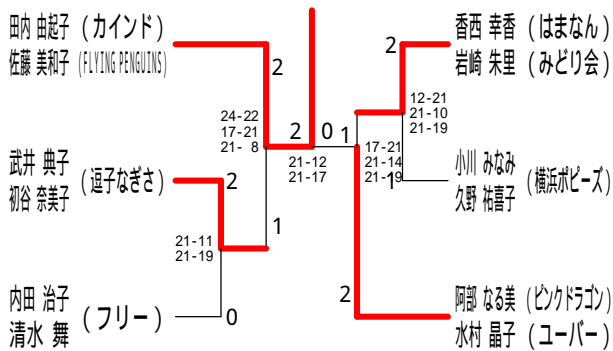 田内 由起子 (カインド)
佐藤 美和子 (FLYING PENGUINS)
2
24-22
17-21
21- 8
2
0
21-12
21-17
武井 典子
初谷 奈美子
(逗子なぎさ)
2
1
21-11
21-19
内田 治子
清水 舞
(フリー)
0
香西 幸香 (はまなん)
岩崎 朱里 (みどり会)
2
12-21
21-10
21-19
1
17-21
21-14
21-19
小川 みなみ
久野 祐喜子
(横浜ポピーズ)
1
2
阿部 なる美 (ピンクドラゴン)
水村 晶子 (ユーバー)